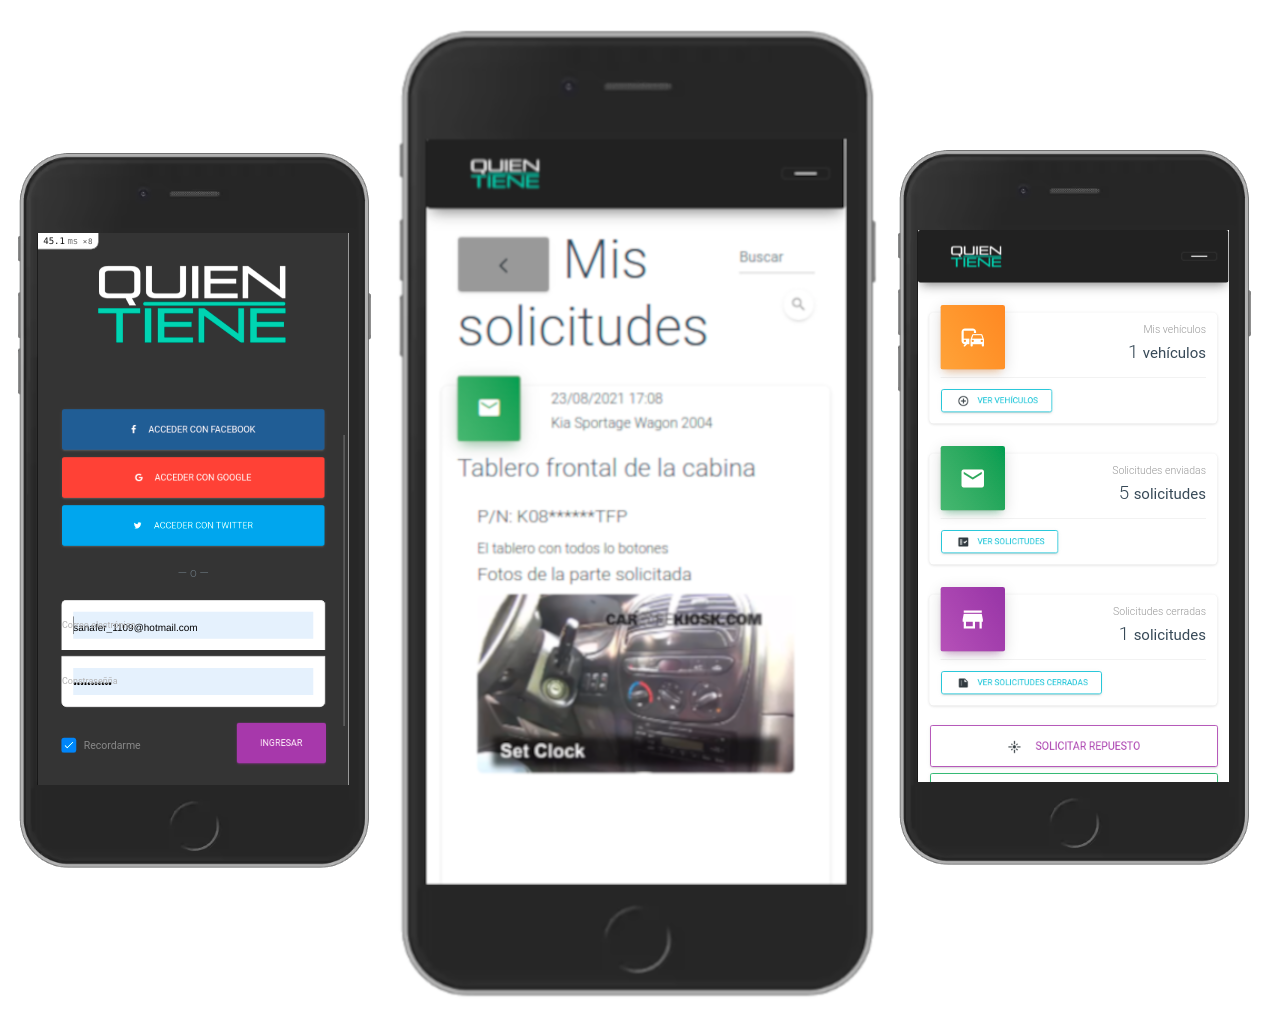 45.1 ms ×8
QUIEN
TIENE
ACCEDER CON FACEBOOK
G ACCEDER CON GOOGLE
ACCEDER CON TWITTER
— O —
sanafer_1109@hotmail.com
Recordarme
INGRESAR
QUIEN
TIENE
Mis
solicitudes
Buscar
23/08/2021 17:08
Kia Sportage Wagon 2004
Tablero frontal de la cabina
P/N: K08******TFP
El tablero con todos lo botones
Fotos de la parte solicitada
KIOSK.COM
Set Clock
QUIEN
TIENE
Mis vehículos
1 vehículos
VER VEHÍCULOS
Solicitudes enviadas
5 solicitudes
VER SOLICITUDES
Solicitudes cerradas
1 solicitudes
VER SOLICITUDES CERRADAS
SOLICITAR REPUESTO